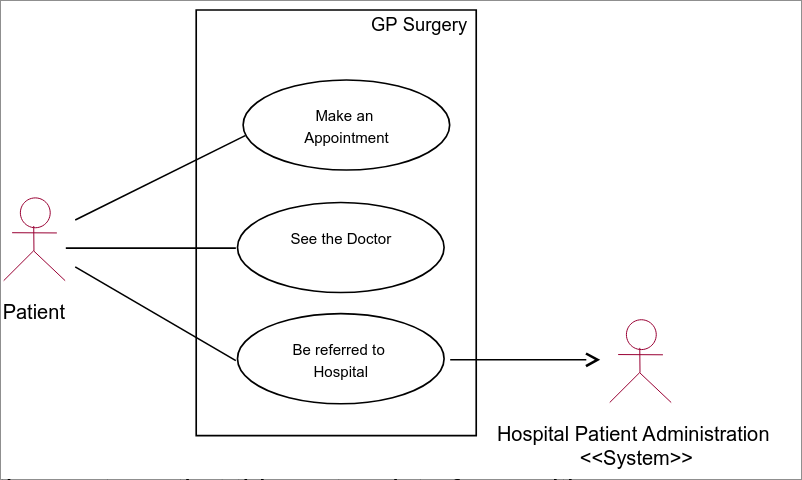 GP Surgery
Make an
Appointment
See the Doctor
Patient
Be referred to
Hospital
Hospital Patient Administration
<<System>>